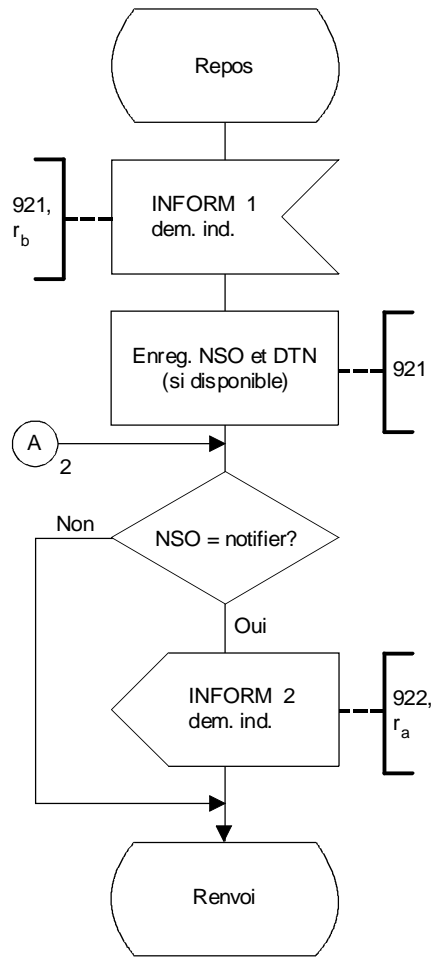 Repos
921,
r_b
INFORM 1
dem. ind.
Enreg. NSO et DTN
(si disponible)
921
A
2
Non
NSO = notifier?
Oui
INFORM 2
dem. ind.
922,
r_a
Renvoi